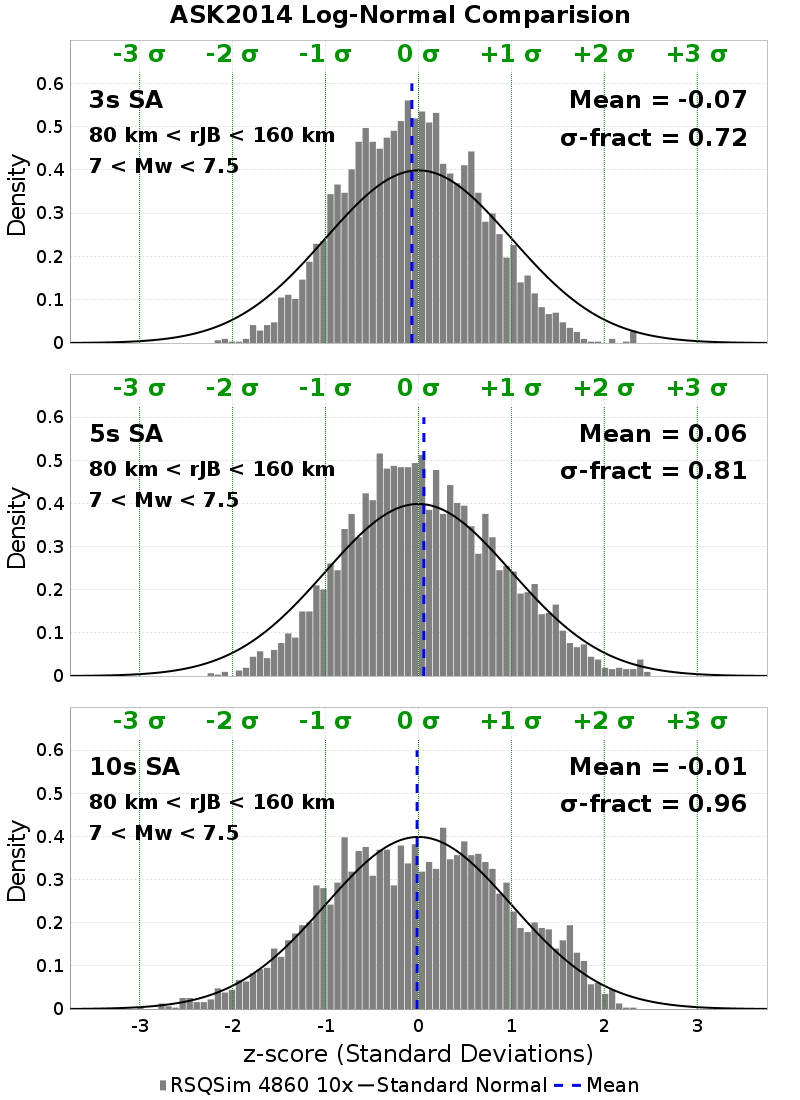 ASK2014 Log-Normal Comparision
-3 σ -2 σ -1 σ 0 σ +1 σ +2 σ +3 σ
3s SA
80 km < rJB < 160 km
7 < Mw < 7.5
Mean = -0.07
σ-fract = 0.72
Density
0.6
0.5
0.4
0.3
0.2
0.1
0
-3 σ -2 σ -1 σ 0 σ +1 σ +2 σ +3 σ
5s SA
80 km < rJB < 160 km
7 < Mw < 7.5
Mean = 0.06
σ-fract = 0.81
Density
0.6
0.5
0.4
0.3
0.2
0.1
0
-3 σ -2 σ -1 σ 0 σ +1 σ +2 σ +3 σ
10s SA
80 km < rJB < 160 km
7 < Mw < 7.5
Mean = -0.01
σ-fract = 0.96
Density
0.6
0.5
0.4
0.3
0.2
0.1
0
-3 -2 -1 0 1 2 3
z-score (Standard Deviations)
RSQSim 4860 10x Standard Normal Mean